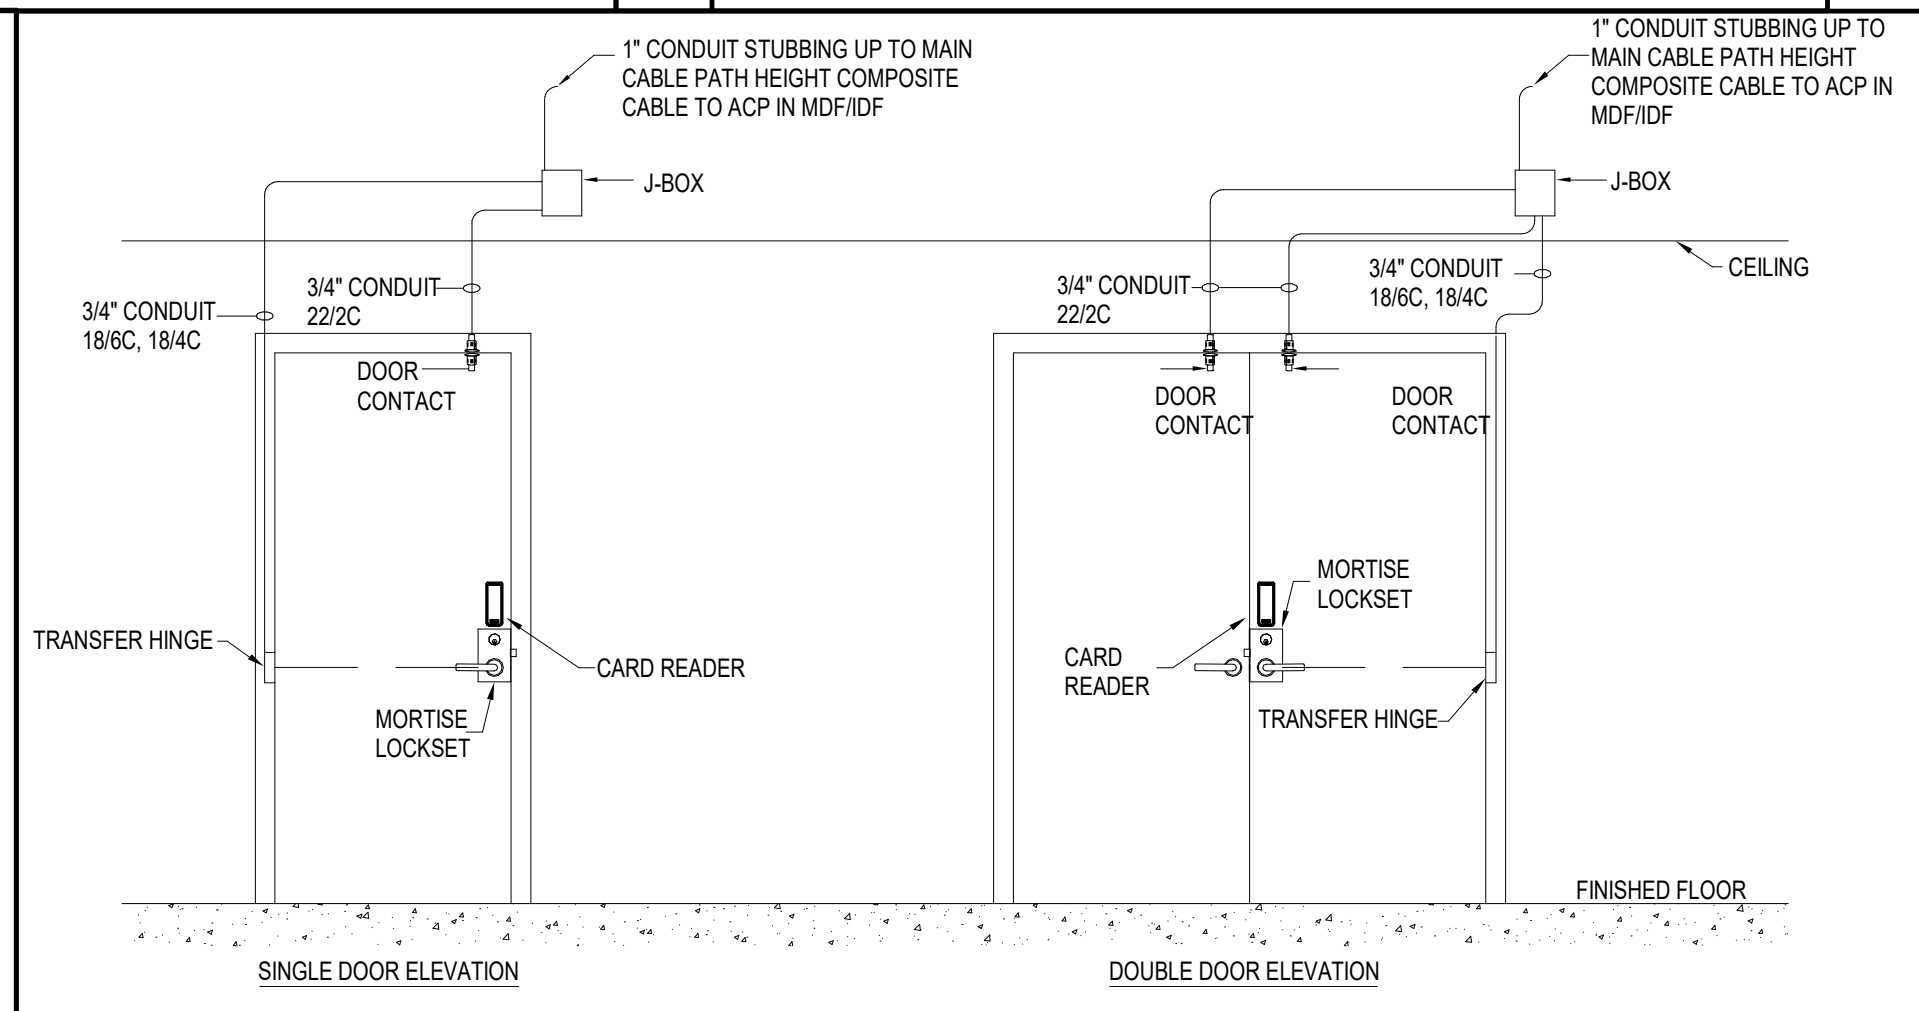 1" CONDUIT STUBBING UP TO MAIN
CABLE PATH HEIGHT COMPOSITE
CABLE TO ACP IN MDF/IDF
J-BOX
3/4" CONDUIT
22/2C
3/4" CONDUIT
18/6C, 18/4C
DOOR
CONTACT
TRANSFER HINGE
CARD READER
MORTISE
LOCKSET
SINGLE DOOR ELEVATION
1" CONDUIT STUBBING UP TO
MAIN CABLE PATH HEIGHT
COMPOSITE CABLE TO ACP IN
MDF/IDF
J-BOX
CEILING
3/4" CONDUIT
22/2C
3/4" CONDUIT
18/6C, 18/4C
DOOR
CONTACT
DOOR
CONTACT
MORTISE
LOCKSET
CARD
READER
TRANSFER HINGE
FINISHED FLOOR
DOUBLE DOOR ELEVATION